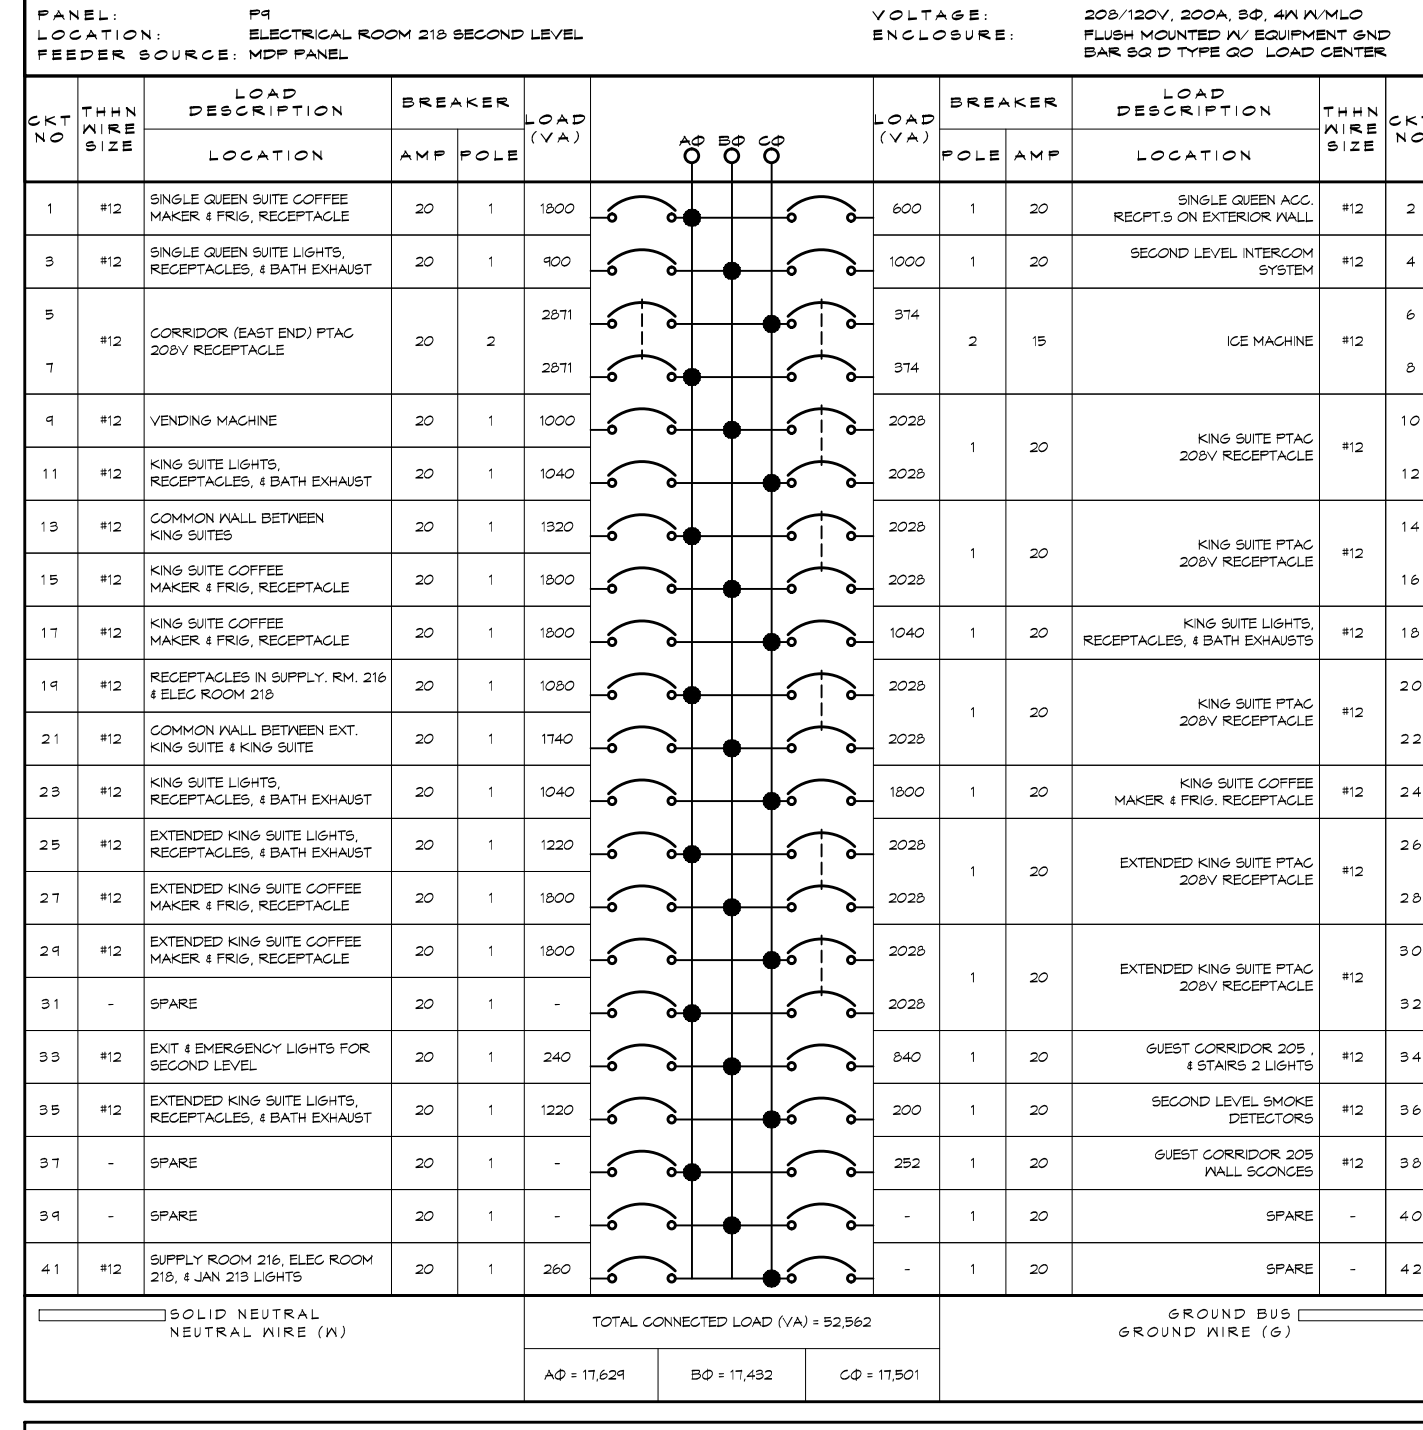 PANEL: P9 VOLTAGE: 208/120V, 200A, 3Φ, 4W W/MLO
LOCATION: ELECTRICAL ROOM 218 SECOND LEVEL ENCLOSURE: FLUSH MOUNTED W/ EQUIPMENT GND
FEEDER SOURCE: MDP PANEL BAR SQ D TYPE QO LOAD CENTER
CKT NO THHN WIRE SIZE LOAD DESCRIPTION BREAKER LOAD (VA) LOAD (VA) BREAKER LOAD DESCRIPTION THHN WIRE SIZE CKT NO
LOCATION AMP POLE AΦ BΦ CΦ POLE AMP LOCATION
1 #12 SINGLE QUEEN SUITE COFFEE 20 1 1800 600 1 20 SINGLE QUEEN ACC. #12 2
MAKER & FRIG, RECEPTACLE RECPT.S ON EXTERIOR WALL
3 #12 SINGLE QUEEN SUITE LIGHTS, 20 1 900 1000 1 20 SECOND LEVEL INTERCOM #12 4
RECEPTACLES, & BATH EXHAUST SYSTEM
5 2871 374 6
#12 CORRIDOR (EAST END) PTAC 20 2 2 15 ICE MACHINE #12
208V RECEPTACLE
7 2871 374 8
9 #12 VENDING MACHINE 20 1 1000 2028 10
1 20 KING SUITE PTAC #12
208V RECEPTACLE
11 #12 KING SUITE LIGHTS, 20 1 1040 2028 12
RECEPTACLES, & BATH EXHAUST
13 #12 COMMON WALL BETWEEN 20 1 1320 2028 14
KING SUITES
1 20 KING SUITE PTAC #12
208V RECEPTACLE
15 #12 KING SUITE COFFEE 20 1 1800 2028 16
MAKER & FRIG, RECEPTACLE
17 #12 KING SUITE COFFEE 20 1 1800 1040 1 20 KING SUITE LIGHTS, #12 18
MAKER & FRIG, RECEPTACLE RECEPTACLES, & BATH EXHAUSTS
19 #12 RECEPTACLES IN SUPPLY. RM. 216 20 1 1080 2028 20
& ELEC ROOM 218
1 20 KING SUITE PTAC #12
208V RECEPTACLE
21 #12 COMMON WALL BETWEEN EXT. 20 1 1740 2028 22
KING SUITE & KING SUITE
23 #12 KING SUITE LIGHTS, 20 1 1040 1800 1 20 KING SUITE COFFEE #12 24
RECEPTACLES, & BATH EXHAUST MAKER & FRIG. RECEPTACLE
25 #12 EXTENDED KING SUITE LIGHTS, 20 1 1220 2028 26
RECEPTACLES, & BATH EXHAUST
1 20 EXTENDED KING SUITE PTAC #12
208V RECEPTACLE
27 #12 EXTENDED KING SUITE COFFEE 20 1 1800 2028 28
MAKER & FRIG, RECEPTACLE
29 #12 EXTENDED KING SUITE COFFEE 20 1 1800 2028 30
MAKER & FRIG, RECEPTACLE
1 20 EXTENDED KING SUITE PTAC #12
208V RECEPTACLE
31 - SPARE 20 1 - 2028 32
33 #12 EXIT & EMERGENCY LIGHTS FOR 20 1 240 840 1 20 GUEST CORRIDOR 205 , #12 34
SECOND LEVEL & STAIRS 2 LIGHTS
35 #12 EXTENDED KING SUITE LIGHTS, 20 1 1220 200 1 20 SECOND LEVEL SMOKE #12 36
RECEPTACLES, & BATH EXHAUST DETECTORS
37 - SPARE 20 1 - 252 1 20 GUEST CORRIDOR 205 #12 38
WALL SCONCES
39 - SPARE 20 1 - - 1 20 SPARE - 40
41 #12 SUPPLY ROOM 216, ELEC ROOM 20 1 260 - 1 20 SPARE - 42
218, & JAN 213 LIGHTS
SOLID NEUTRAL TOTAL CONNECTED LOAD (VA) = 52,562 GROUND BUS
NEUTRAL WIRE (W) GROUND WIRE (G)
AΦ = 17,629 BΦ = 17,432 CΦ = 17,501